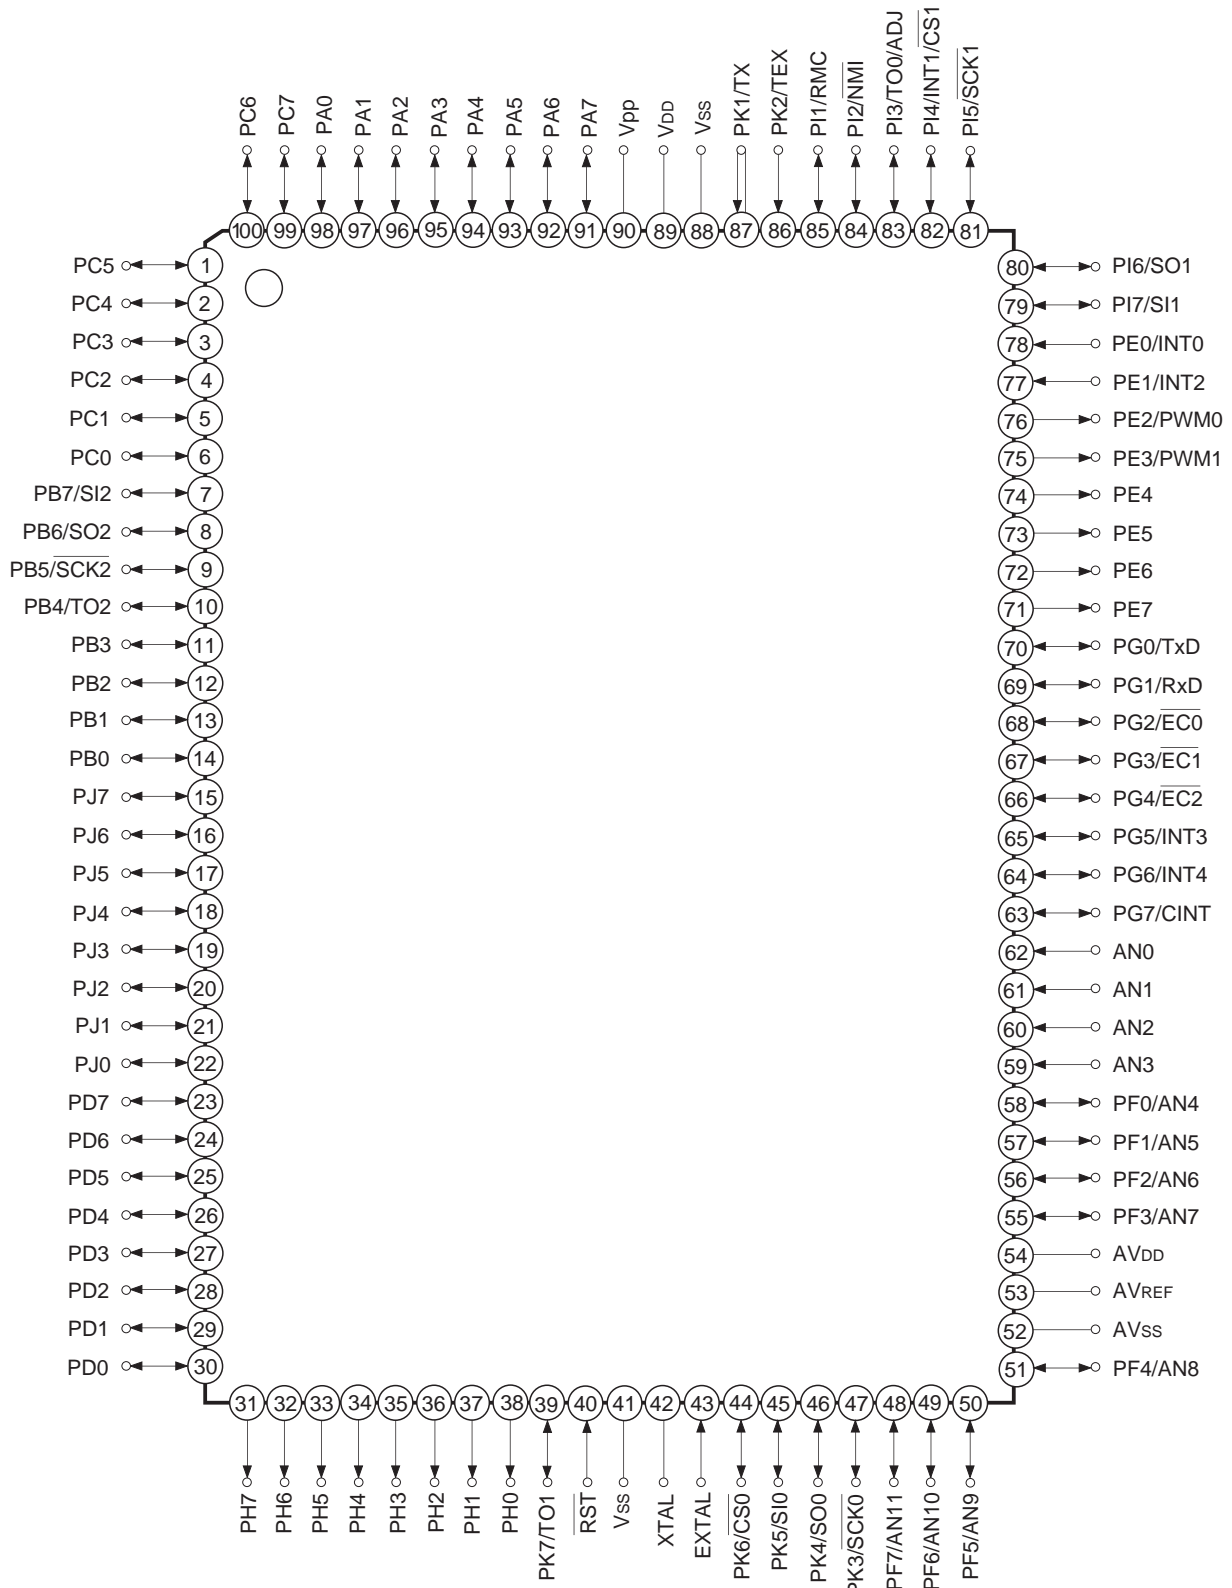 PC6
PC7
PA0
PA1
PA2
PA3
PA4
PA5
PA6
PA7
Vpp
VDD
VSS
PK1/TX
PK2/TEX
PI1/RMC
PI2/NMI
PI3/TO0/ADJ
PI4/INT1/CS1
PI5/SCK1
100 99 98 97 96 95 94 93 92 91 90 89 88 87 86 85 84 83 82 81
PC5 1
PC4 2
PC3 3
PC2 4
PC1 5
PC0 6
PB7/SI2 7
PB6/SO2 8
PB5/SCK2 9
PB4/TO2 10
PB3 11
PB2 12
PB1 13
PB0 14
PJ7 15
PJ6 16
PJ5 17
PJ4 18
PJ3 19
PJ2 20
PJ1 21
PJ0 22
PD7 23
PD6 24
PD5 25
PD4 26
PD3 27
PD2 28
PD1 29
PD0 30
80 PI6/SO1
79 PI7/SI1
78 PE0/INT0
77 PE1/INT2
76 PE2/PWM0
75 PE3/PWM1
74 PE4
73 PE5
72 PE6
71 PE7
70 PG0/TxD
69 PG1/RxD
68 PG2/EC0
67 PG3/EC1
66 PG4/EC2
65 PG5/INT3
64 PG6/INT4
63 PG7/CINT
62 AN0
61 AN1
60 AN2
59 AN3
58 PF0/AN4
57 PF1/AN5
56 PF2/AN6
55 PF3/AN7
54 AVDD
53 AVREF
52 AVSS
51 PF4/AN8
31 32 33 34 35 36 37 38 39 40 41 42 43 44 45 46 47 48 49 50
PH7
PH6
PH5
PH4
PH3
PH2
PH1
PH0
PK7/TO1
RST
VSS
XTAL
EXTAL
PK6/CS0
PK5/SI0
PK4/SO0
PK3/SCK0
PF7/AN11
PF6/AN10
PF5/AN9